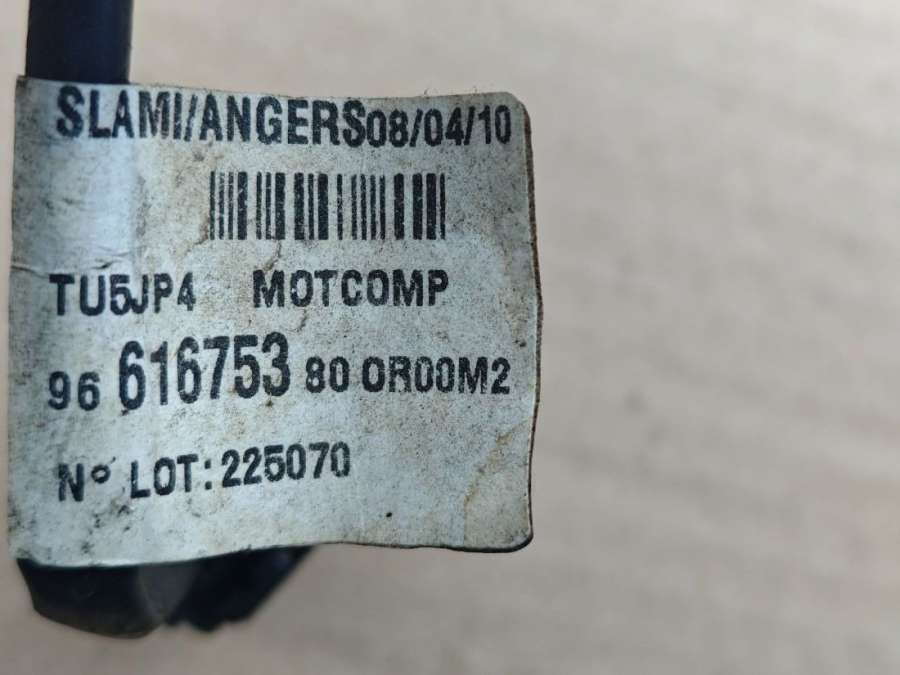 SLAMI/ANGERS08/04/10
TU5JP4 MOTCOMP
96 616753 80 OR00M2
N° LOT: 225070